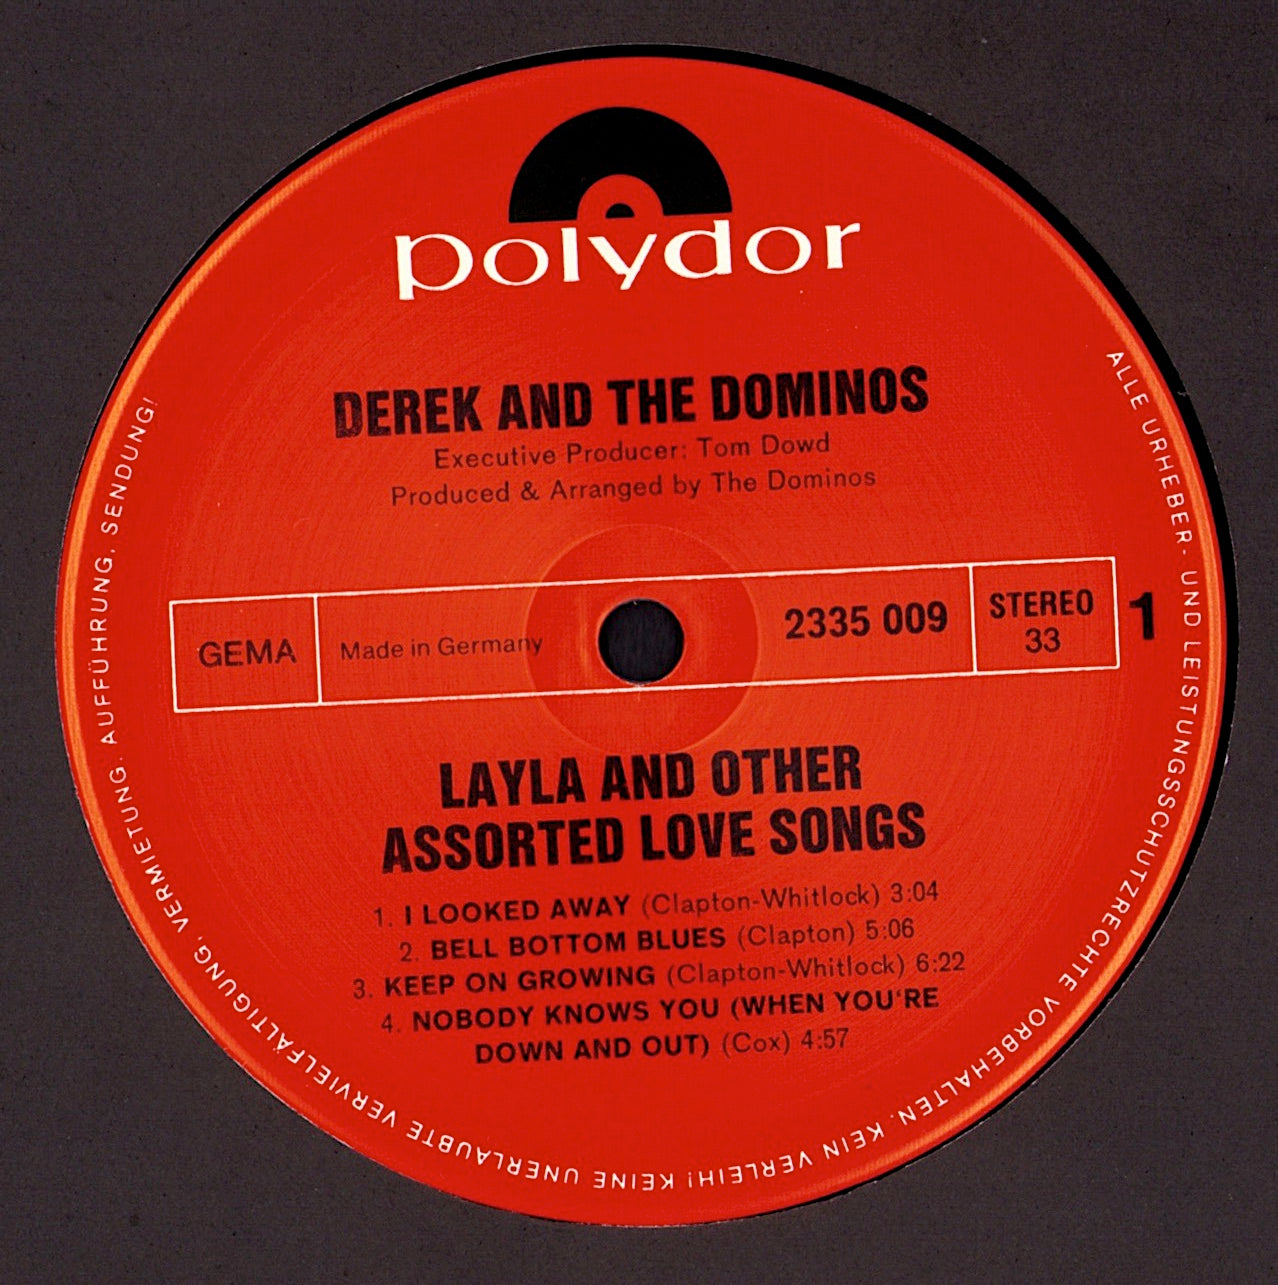 polydor
DEREK AND THE DOMINOS
Executive Producer: Tom Dowd
Produced & Arranged by The Dominos
GEMA
Made in Germany
2335 009
STEREO
33
1
LAYLA AND OTHER
ASSORTED LOVE SONGS
1. I LOOKED AWAY (Clapton-Whitlock) 3:04
2. BELL BOTTOM BLUES (Clapton) 5:06
3. KEEP ON GROWING (Clapton-Whitlock) 6:22
4. NOBODY KNOWS YOU (WHEN YOU'RE
DOWN AND OUT) (Cox) 4:57
ALLE URHEBER- UND LEISTUNGSSCHUTZRECHTE VORBEHALTEN. KEIN VERLEIH! KEINE UNERLAUBTE VERVIELFÄLTIGUNG, VERMIETUNG, AUFFÜHRUNG, SENDUNG!